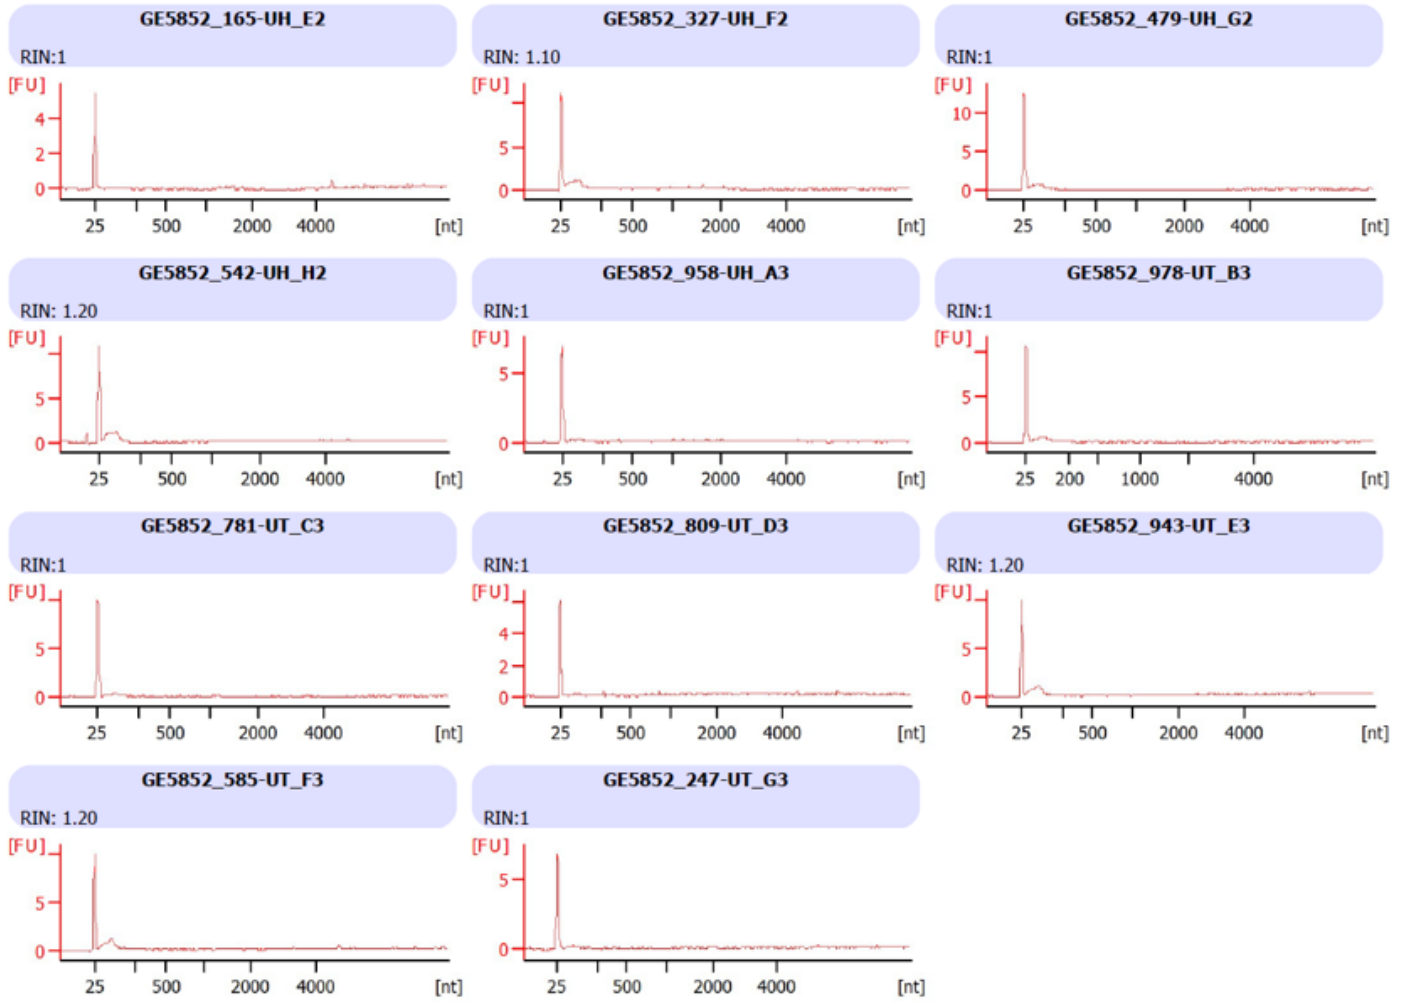 GE5852_165-UH_E2
RIN:1
[FU]
4
2
0
25 500 2000 4000 [nt]
GE5852_327-UH_F2
RIN: 1.10
[FU]
5
0
25 500 2000 4000 [nt]
GE5852_479-UH_G2
RIN:1
[FU]
10
5
0
25 500 2000 4000 [nt]
GE5852_542-UH_H2
RIN: 1.20
[FU]
5
0
25 500 2000 4000 [nt]
GE5852_958-UH_A3
RIN:1
[FU]
5
0
25 500 2000 4000 [nt]
GE5852_978-UT_B3
RIN:1
[FU]
5
0
25 200 1000 4000 [nt]
GE5852_781-UT_C3
RIN:1
[FU]
5
0
25 500 2000 4000 [nt]
GE5852_809-UT_D3
RIN:1
[FU]
4
2
0
25 500 2000 4000 [nt]
GE5852_943-UT_E3
RIN: 1.20
[FU]
5
0
25 500 2000 4000 [nt]
GE5852_585-UT_F3
RIN: 1.20
[FU]
5
0
25 500 2000 4000 [nt]
GE5852_247-UT_G3
RIN:1
[FU]
5
0
25 500 2000 4000 [nt]